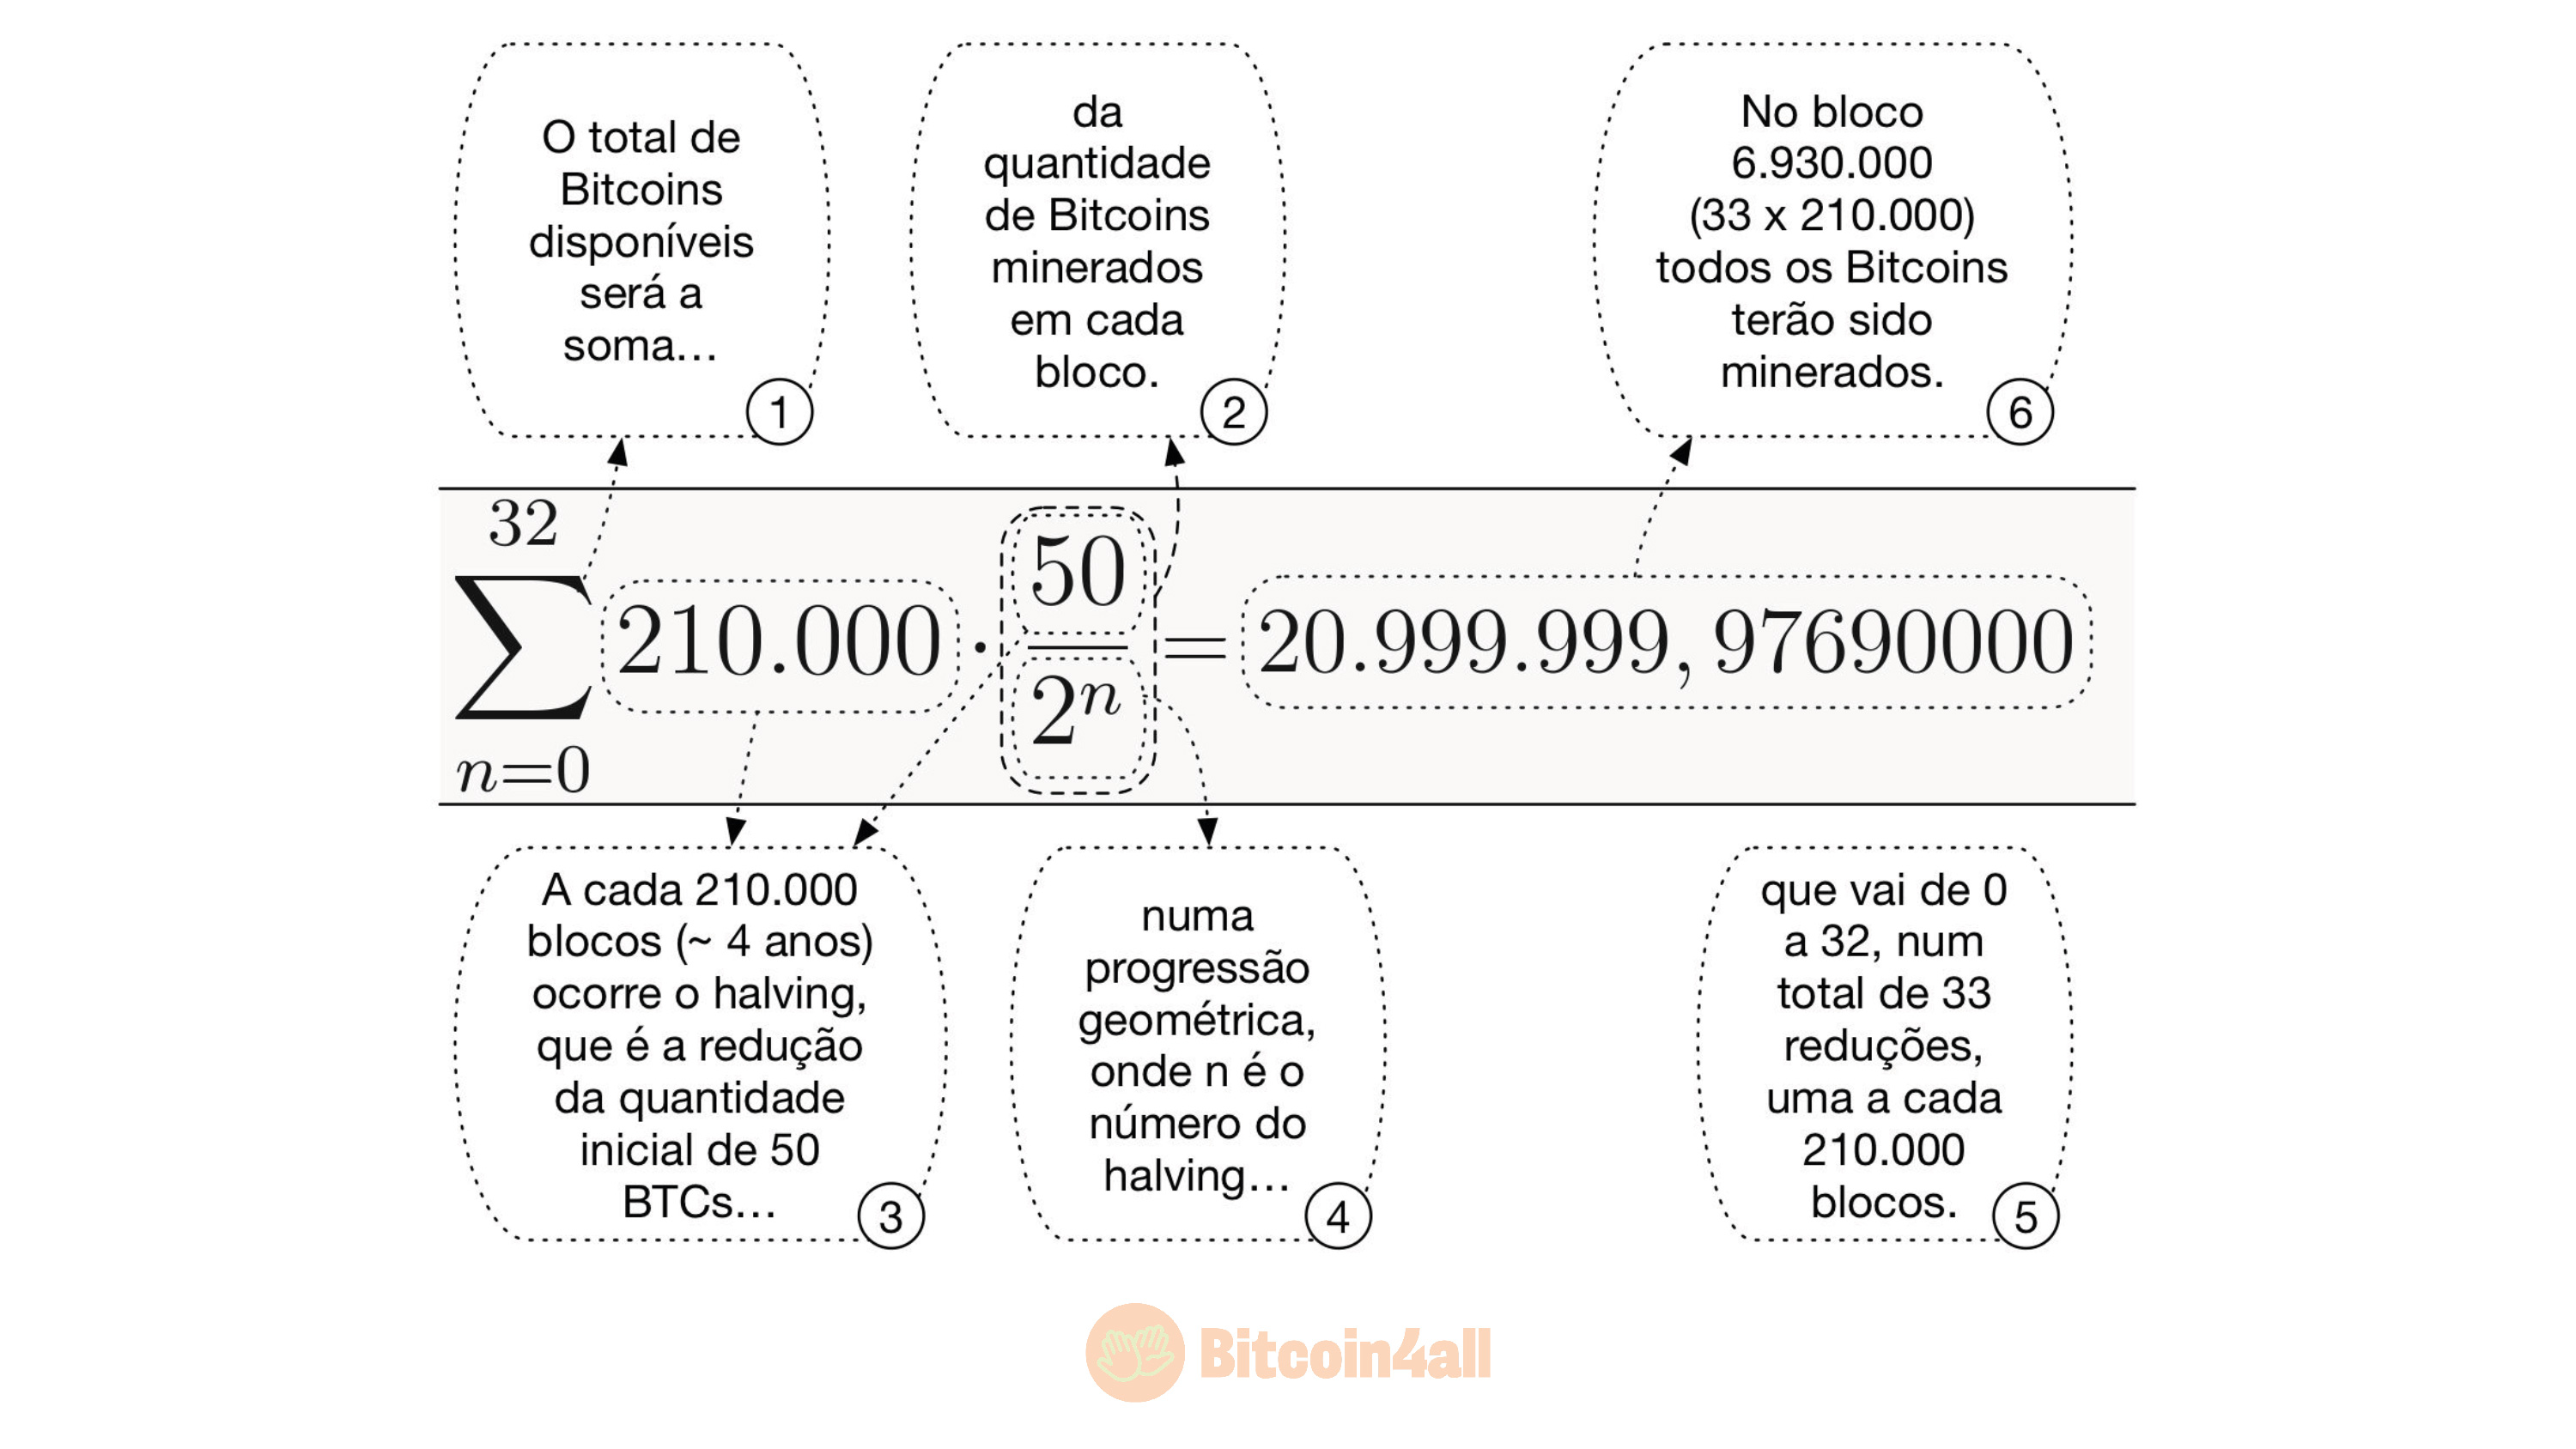 O total de
Bitcoins
disponíveis
será a
soma…
1
da
quantidade
de Bitcoins
minerados
em cada
bloco.
2
No bloco
6.930.000
(33 x 210.000)
todos os Bitcoins
terão sido
minerados.
6
32
∑ 210.000 · 50/2ⁿ = 20.999.999,97690000
n=0
A cada 210.000
blocos (~ 4 anos)
ocorre o halving,
que é a redução
da quantidade
inicial de 50
BTCs…
3
numa
progressão
geométrica,
onde n é o
número do
halving…
4
que vai de 0
a 32, num
total de 33
reduções,
uma a cada
210.000
blocos.
5
Bitcoin4all